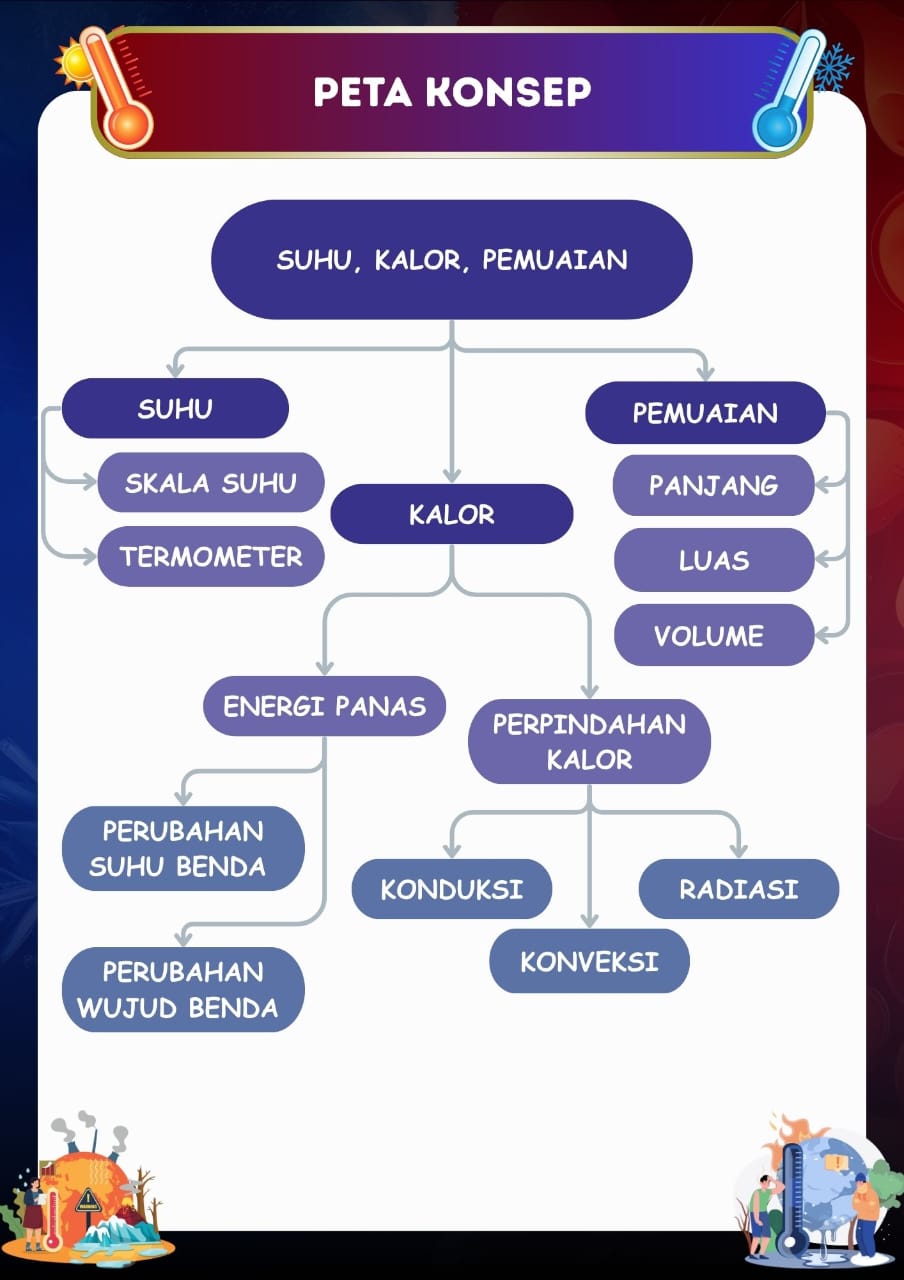 PETA KONSEP
SUHU, KALOR, PEMUAIAN
SUHU
SKALA SUHU
TERMOMETER
KALOR
PEMUAIAN
PANJANG
LUAS
VOLUME
ENERGI PANAS
PERUBAHAN
SUHU BENDA
PERUBAHAN
WUJUD BENDA
PERPINDAHAN
KALOR
KONDUKSI
KONVEKSI
RADIASI
WARNING